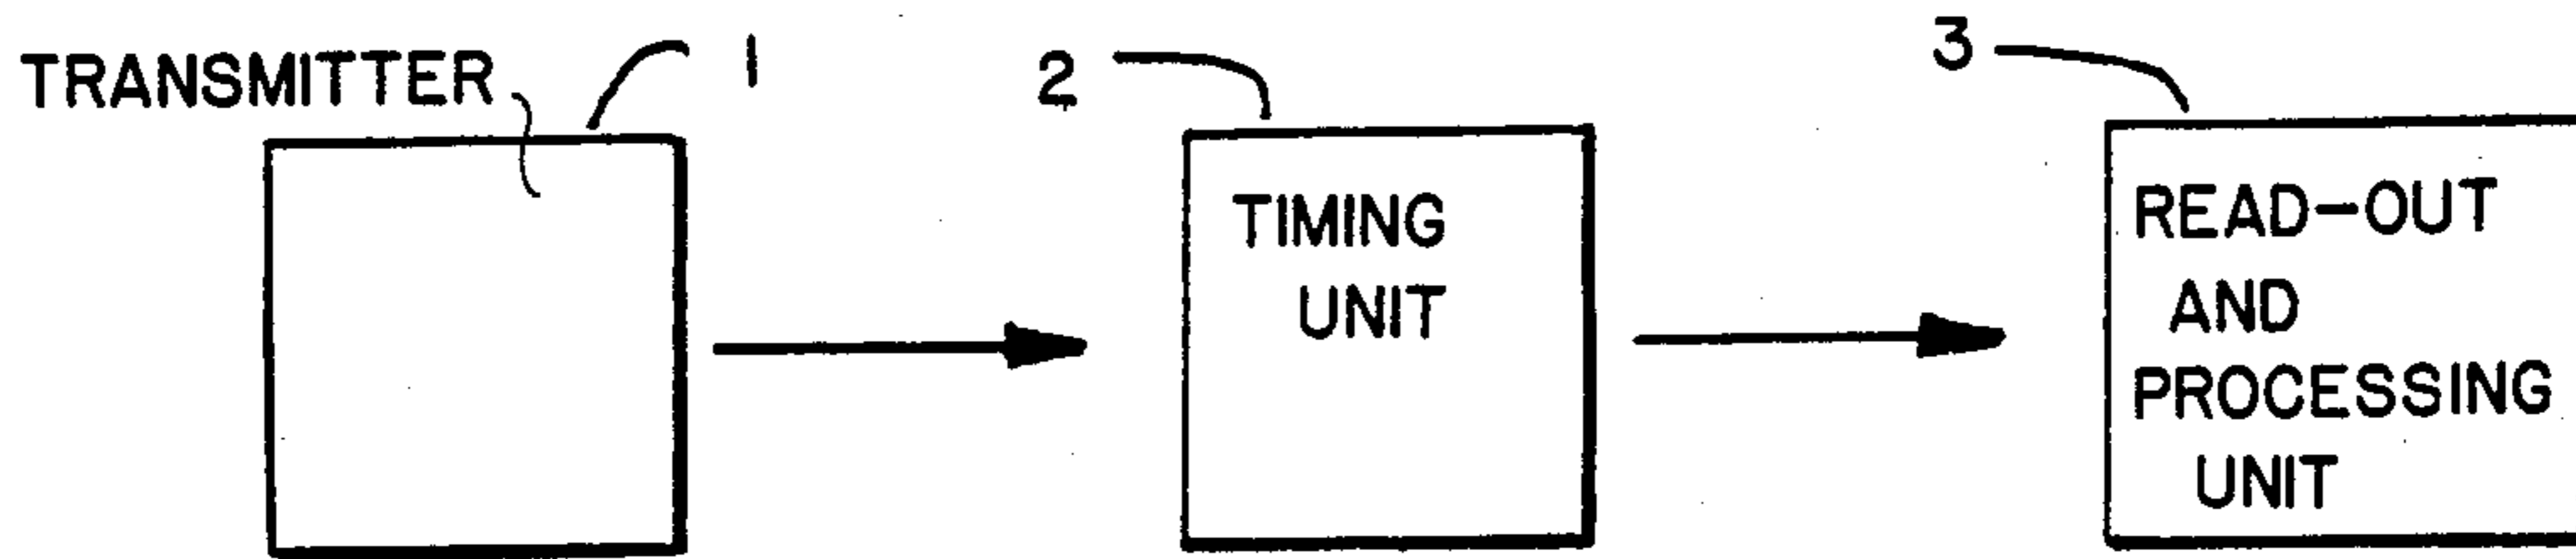 TRANSMITTER
1
2
3
TIMING
UNIT
READ-OUT
AND
PROCESSING
UNIT